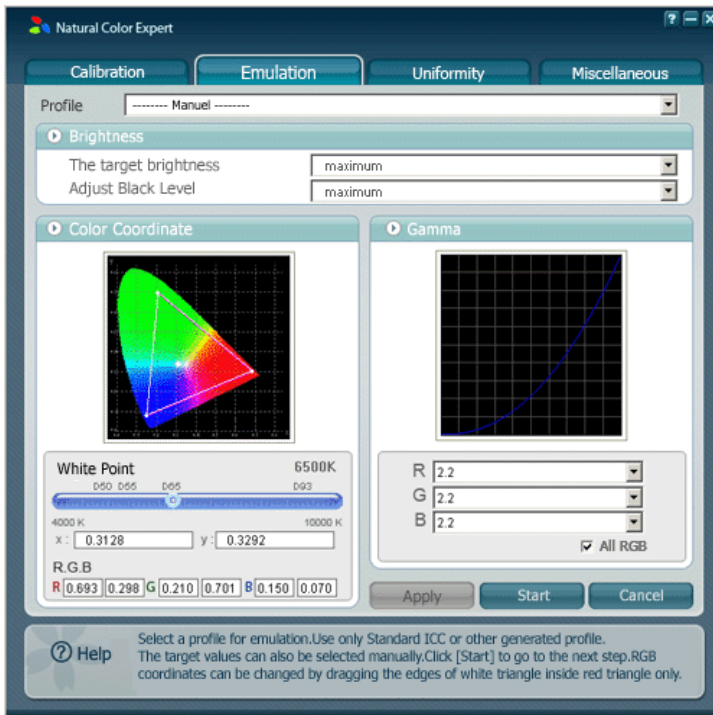 Natural Color Expert
Calibration Emulation Uniformity Miscellaneous
Profile -------- Manuel --------
Brightness
The target brightness maximum
Adjust Black Level maximum
Color Coordinate
Gamma
White Point 6500K
D50 D55 D65 D93
4000 K 10000 K
x : 0.3128 y : 0.3292
R.G.B
R 0.693 0.298 G 0.210 0.701 B 0.150 0.070
R 2.2
G 2.2
B 2.2
All RGB
Apply Start Cancel
? Help
Select a profile for emulation.Use only Standard ICC or other generated profile.
The target values can also be selected manually.Click [Start] to go to the next step.RGB
coordinates can be changed by dragging the edges of white triangle inside red triangle only.